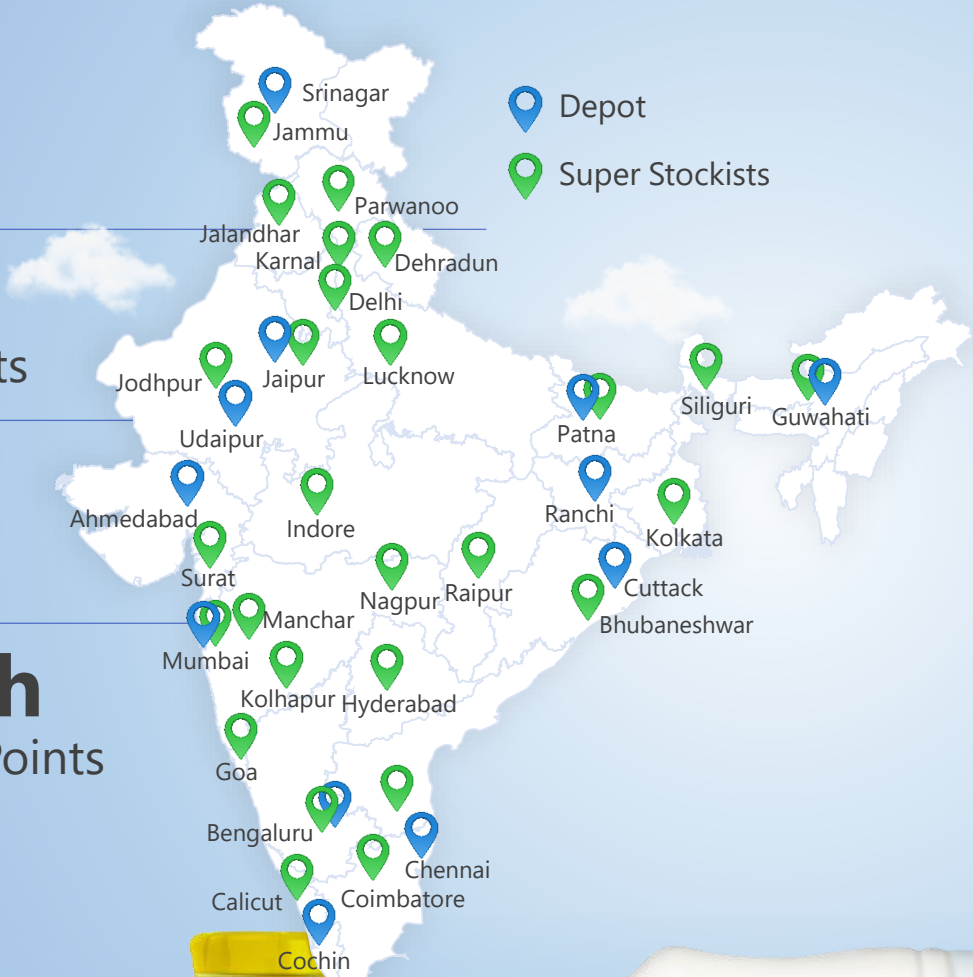 Srinagar
Depot
Jammu
Super Stockists
Parwanoo
Jalandhar
Karnal
Dehradun
Delhi
ts
Jodhpur
Jaipur
Lucknow
Siliguri
Guwahati
Udaipur
Patna
Ahmedabad
Indore
Ranchi
Kolkata
Surat
Nagpur
Raipur
Cuttack
Manchar
Bhubaneshwar
Mumbai
h
Kolhapur
Hyderabad
Points
Goa
Bengaluru
Chennai
Calicut
Coimbatore
Cochin